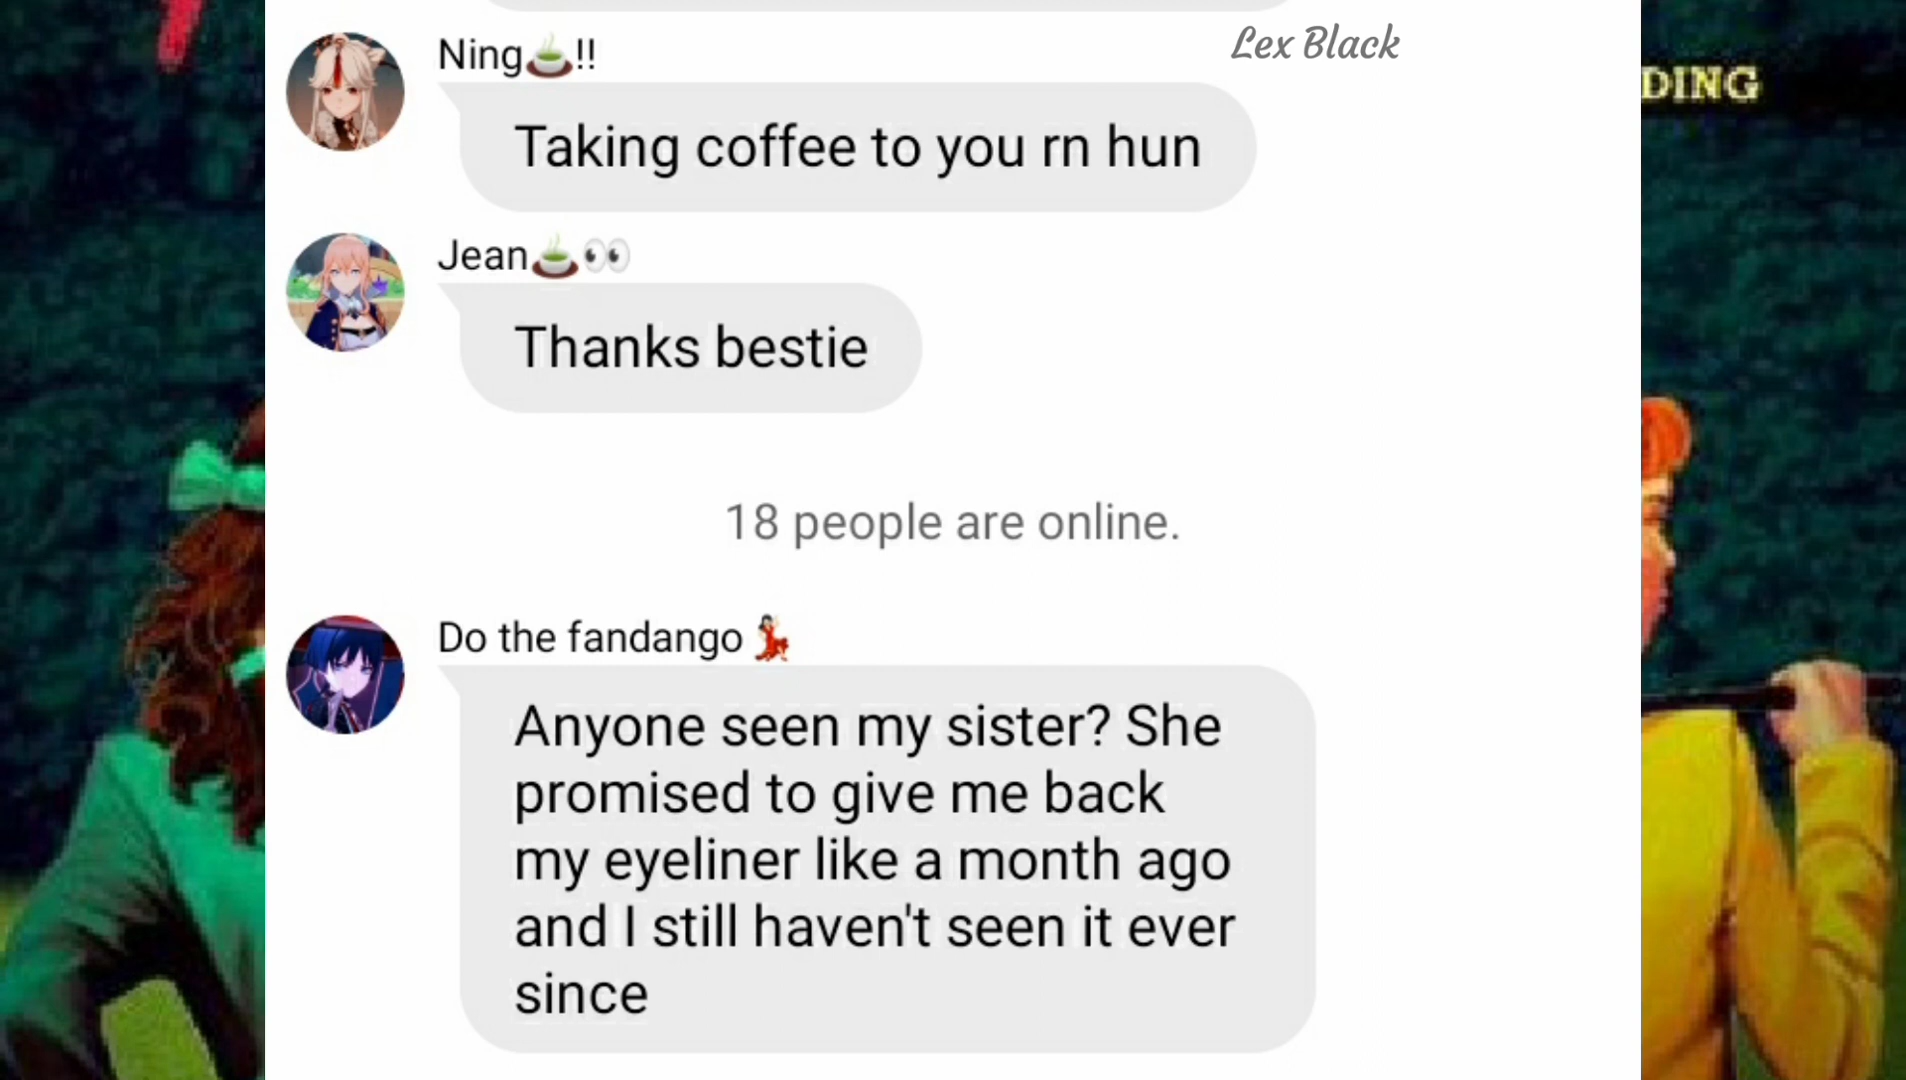 Lex Black
Ning🍵!!
DING
Taking coffee to you rn hun
Jean🍵👀
Thanks bestie
18 people are online.
Do the fandango 💃
Anyone seen my sister? She
promised to give me back
my eyeliner like a month ago
and I still haven't seen it ever
since